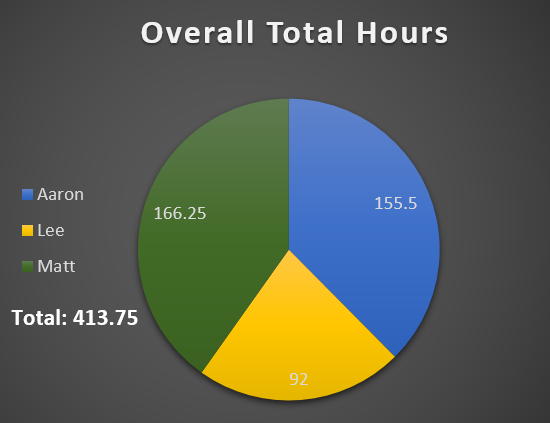 Overall Total Hours
Aaron
Lee
Matt
Total: 413.75
166.25
155.5
92